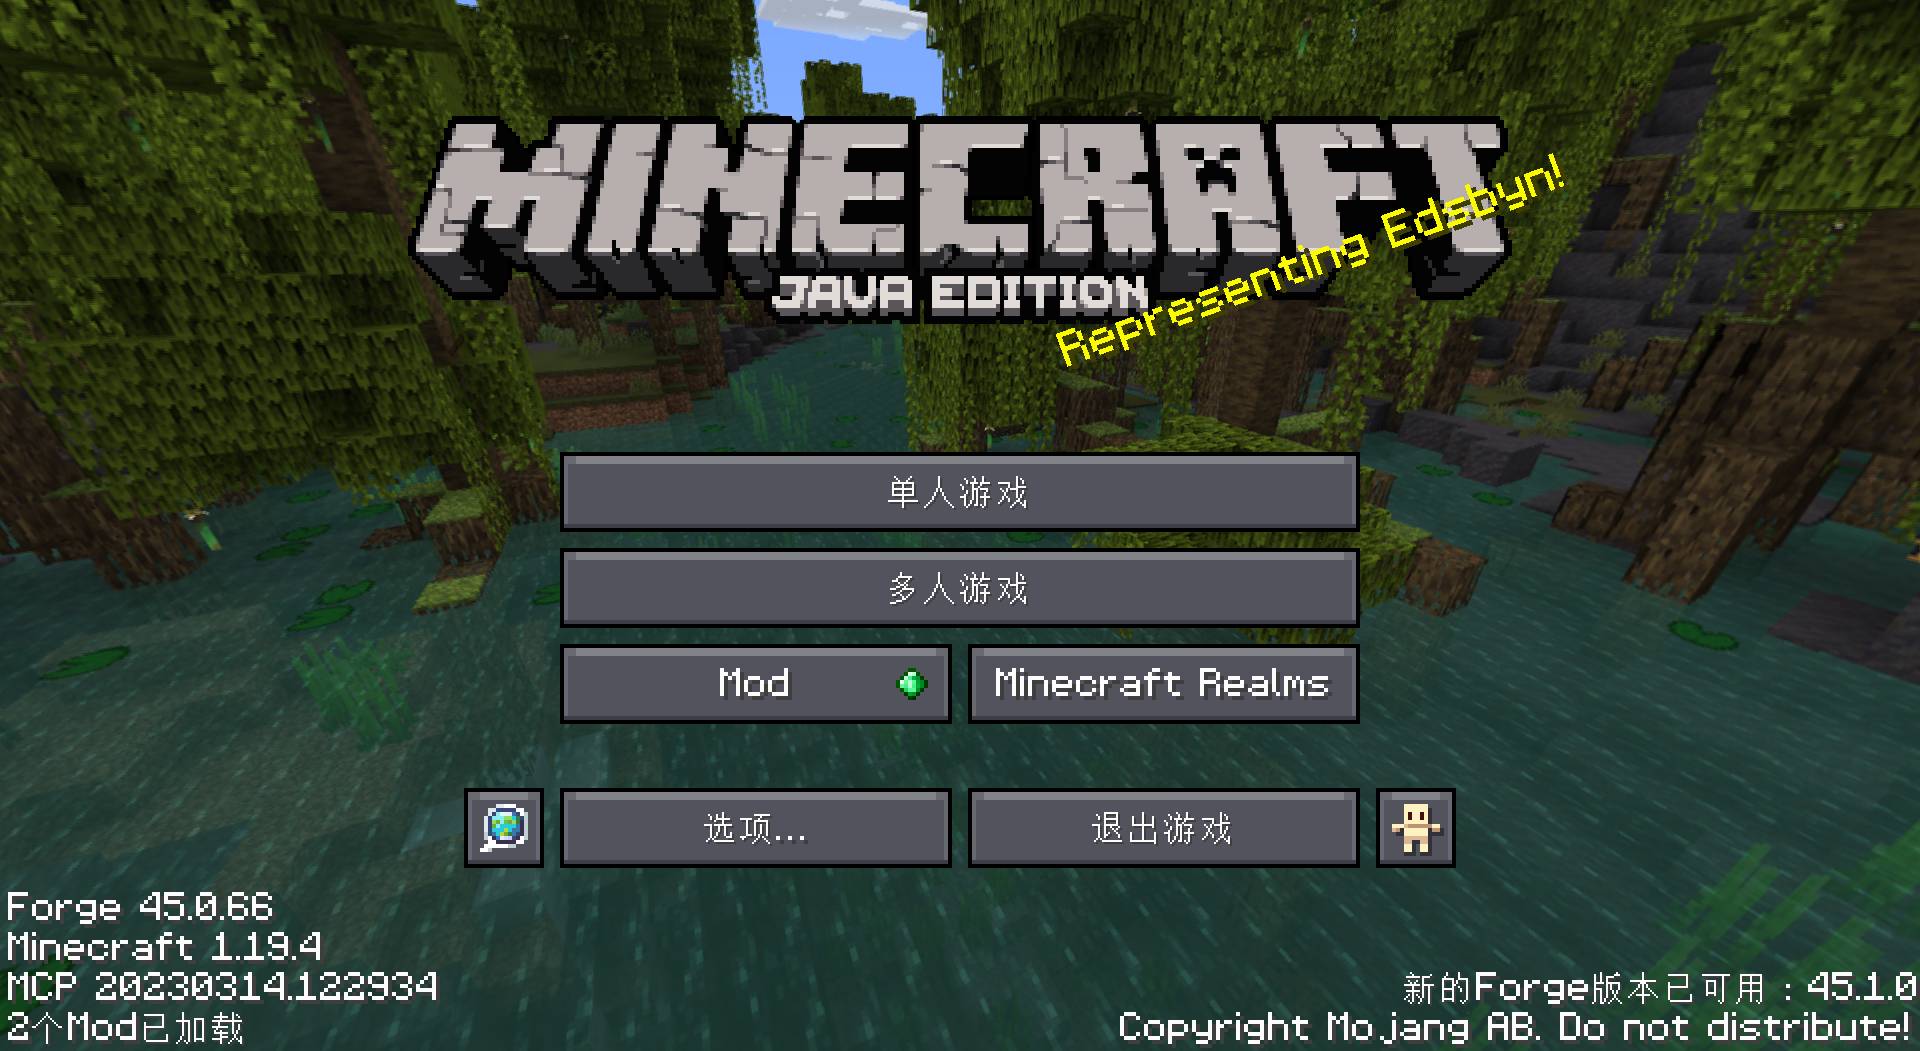 MINECRAFT
JAVA EDITION
Representing Edsbyn!
单人游戏
多人游戏
Mod
Minecraft Realms
选项...
退出游戏
Forge 45.0.66
Minecraft 1.19.4
MCP 20230314.122934
2个Mod已加载
新的Forge版本已可用：45.1.0
Copyright Mojang AB. Do not distribute!